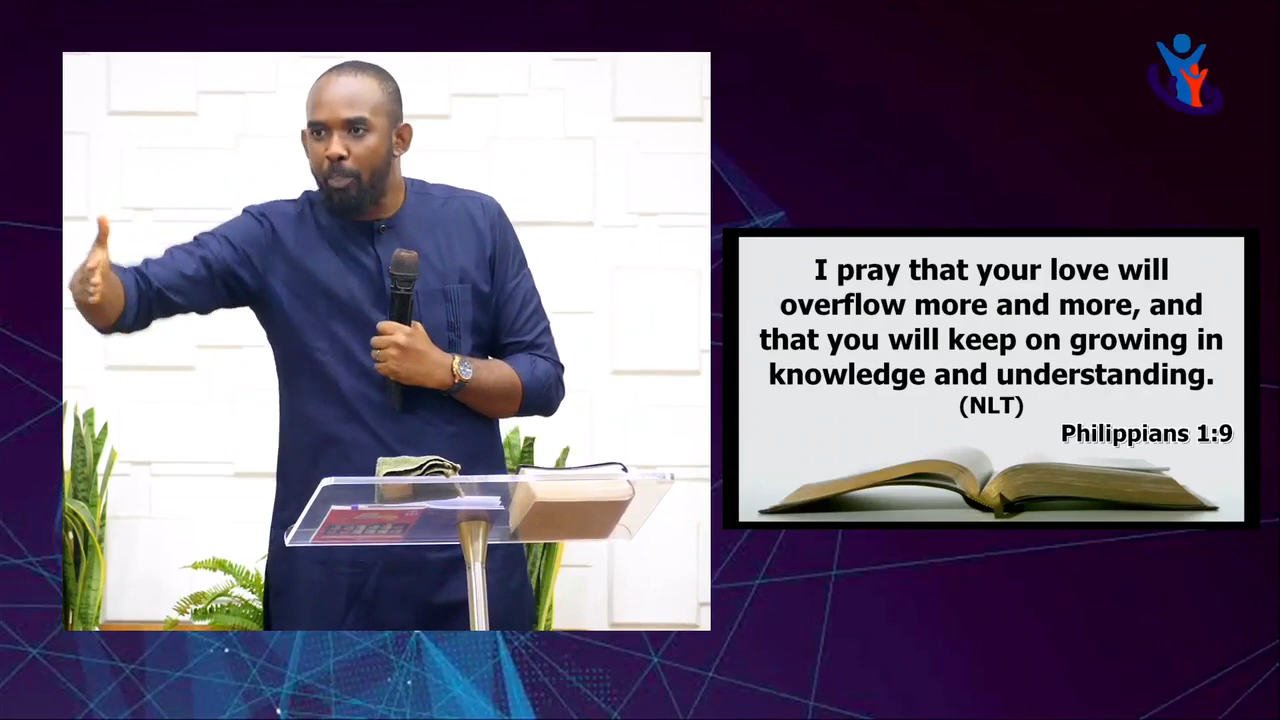 I pray that your love will
overflow more and more, and
that you will keep on growing in
knowledge and understanding.
(NLT)
Philippians 1:9